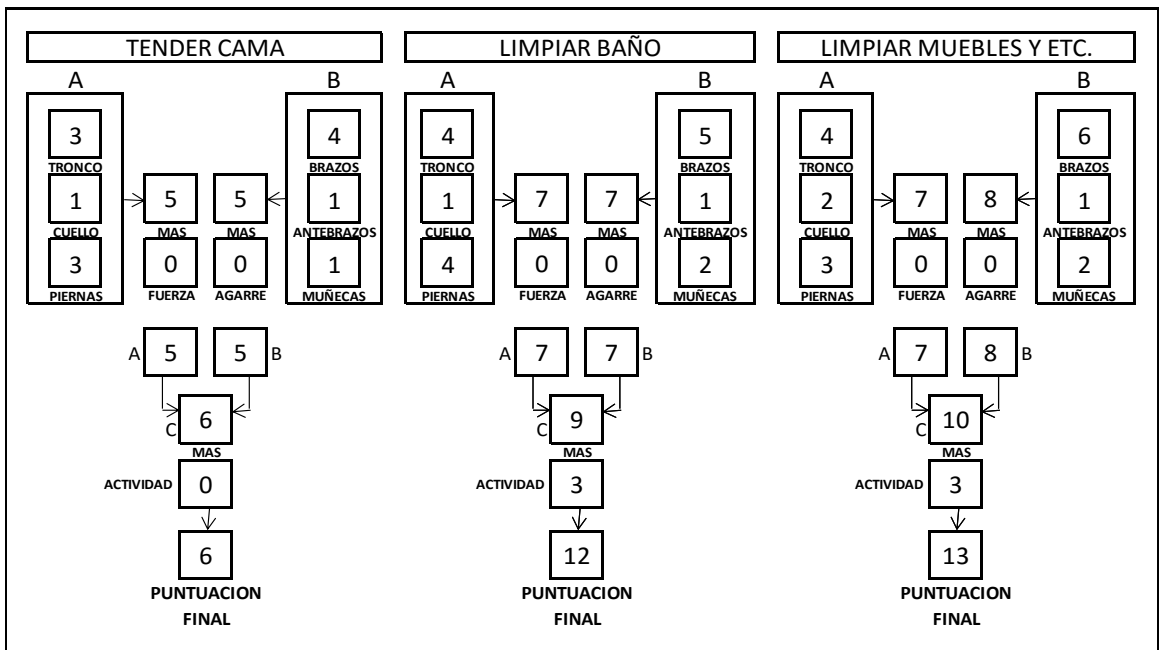 TENDER CAMA
A B
3 4
TRONCO BRAZOS
1 5 5 1
CUELLO MAS MAS ANTEBRAZOS
3 0 0 1
PIERNAS FUERZA AGARRE MUÑECAS
A 5 5 B
C 6
MAS
ACTIVIDAD 0
6
PUNTUACION
FINAL
LIMPIAR BAÑO
A B
4 5
TRONCO BRAZOS
1 7 7 1
CUELLO MAS MAS ANTEBRAZOS
4 0 0 2
PIERNAS FUERZA AGARRE MUÑECAS
A 7 7 B
C 9
MAS
ACTIVIDAD 3
12
PUNTUACION
FINAL
LIMPIAR MUEBLES Y ETC.
A B
4 6
TRONCO BRAZOS
2 7 8 1
CUELLO MAS MAS ANTEBRAZOS
3 0 0 2
PIERNAS FUERZA AGARRE MUÑECAS
A 7 8 B
C 10
MAS
ACTIVIDAD 3
13
PUNTUACION
FINAL